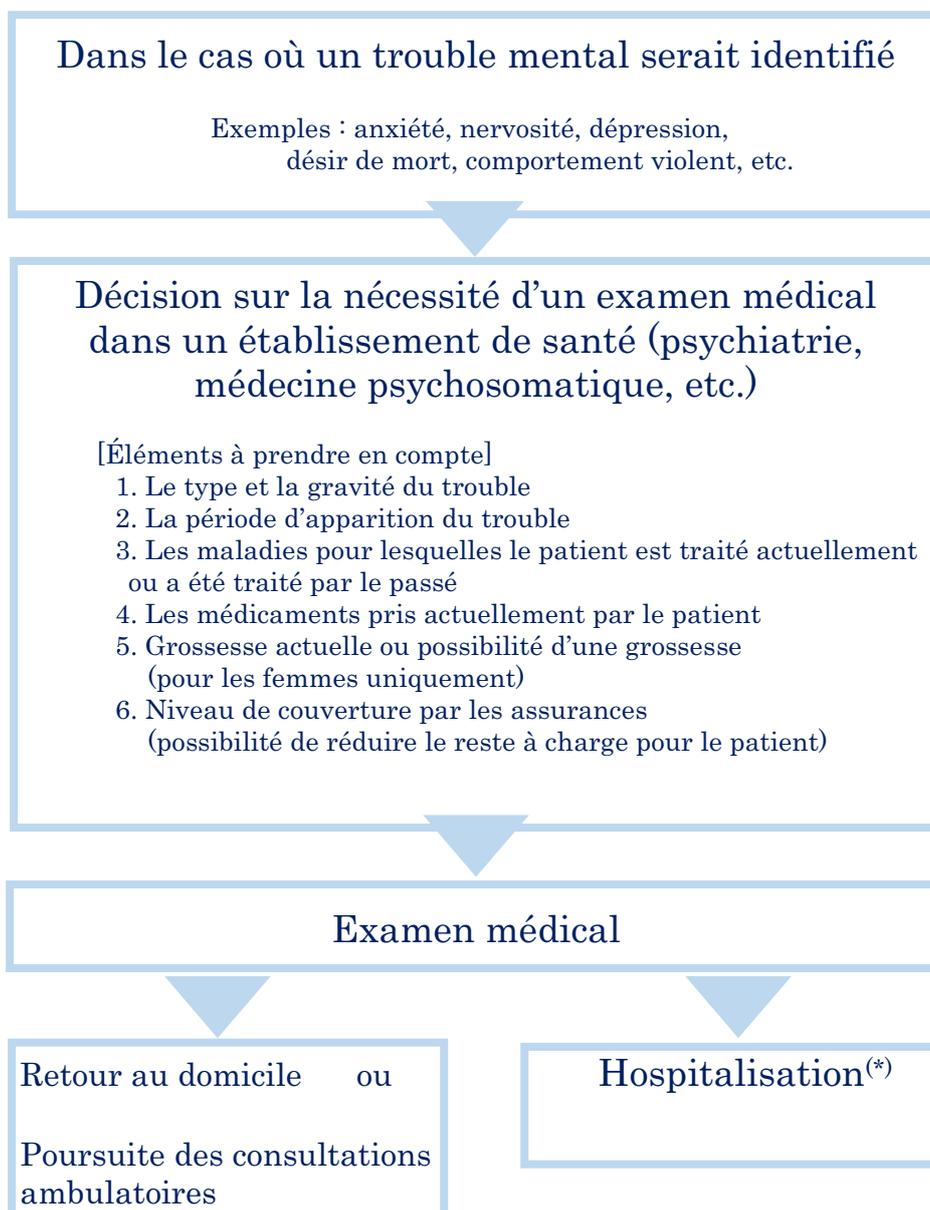 Dans le cas où un trouble mental serait identifié
Exemples : anxiété, nervosité, dépression,
désir de mort, comportement violent, etc.
Décision sur la nécessité d’un examen médical
dans un établissement de santé (psychiatrie,
médecine psychosomatique, etc.)
[Éléments à prendre en compte]
1. Le type et la gravité du trouble
2. La période d’apparition du trouble
3. Les maladies pour lesquelles le patient est traité actuellement
ou a été traité par le passé
4. Les médicaments pris actuellement par le patient
5. Grossesse actuelle ou possibilité d’une grossesse
(pour les femmes uniquement)
6. Niveau de couverture par les assurances
(possibilité de réduire le reste à charge pour le patient)
Examen médical
Retour au domicile ou
Poursuite des consultations
ambulatoires
Hospitalisation(*)